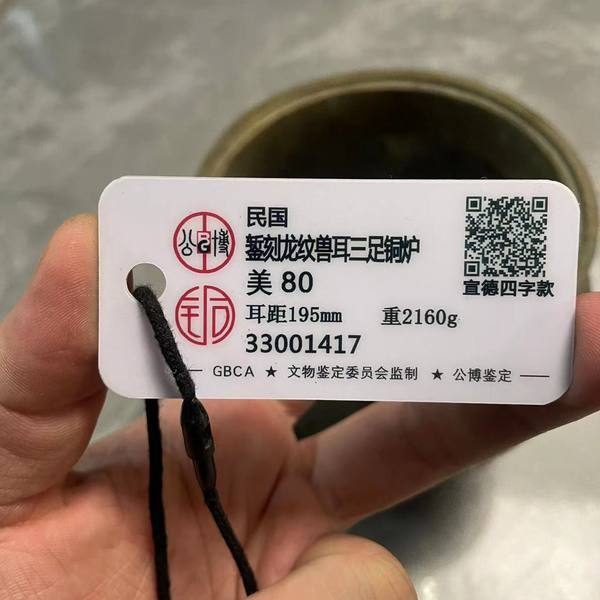 民国
錾刻龙纹兽耳三足铜炉
美 80
耳距195mm 重2160g
33001417
宣德四字款
公博
GBCA ★ 文物鉴定委员会监制 ★ 公博鉴定